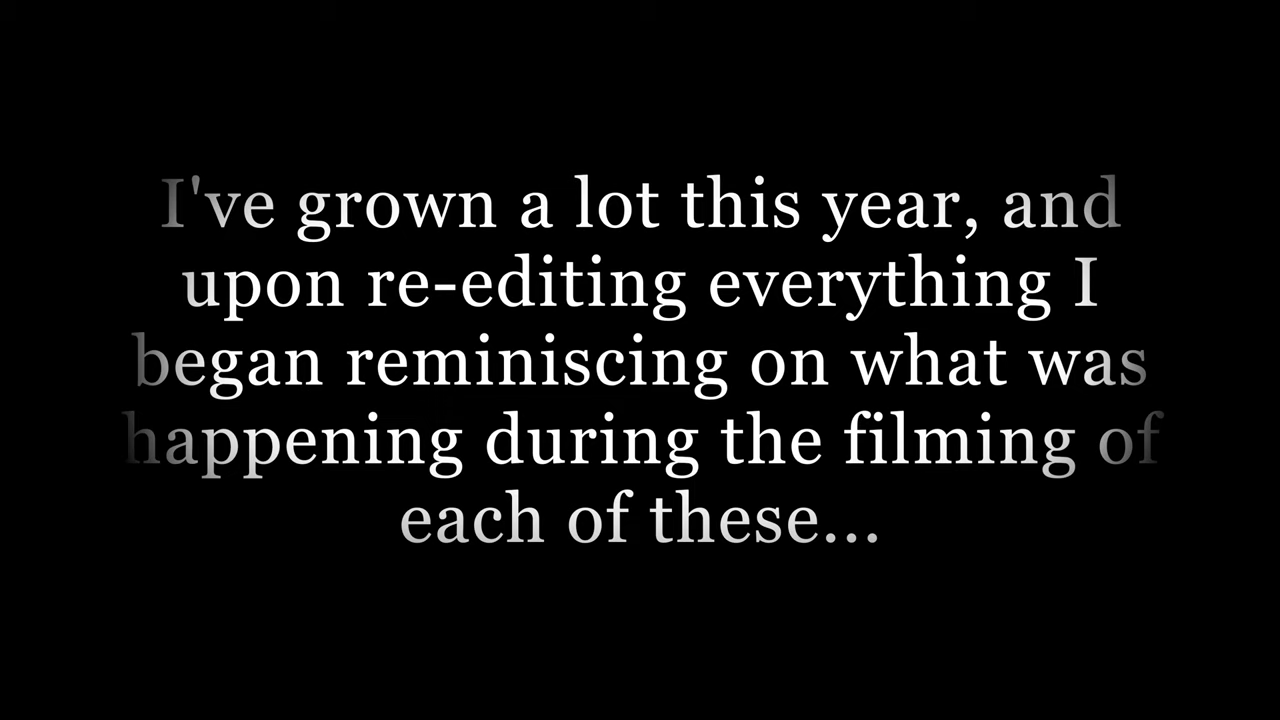 I've grown a lot this year, and
upon re-editing everything I
began reminiscing on what was
happening during the filming of
each of these...